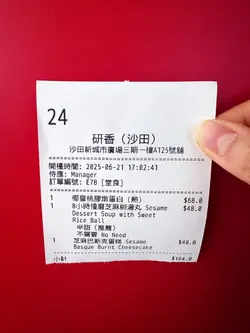 24
研香（沙田）
沙田新城市廣場三期一樓A125號舖
開檯時間: 2025-06-21 17:02:41
侍應: Manager
訂單編號: E78 [堂食]
1 椰皇桃膠燉蛋白（熱） $68.0
1 8小時慢磨芝麻糊湯丸 Sesame $48.0
Dessert Soup with Sweet
Rice Ball
單甜（推薦）
不需要 No Need
1 芝麻巴斯克蛋糕 Sesame $48.0
Basque Burnt Cheesecake
小計 $164.0